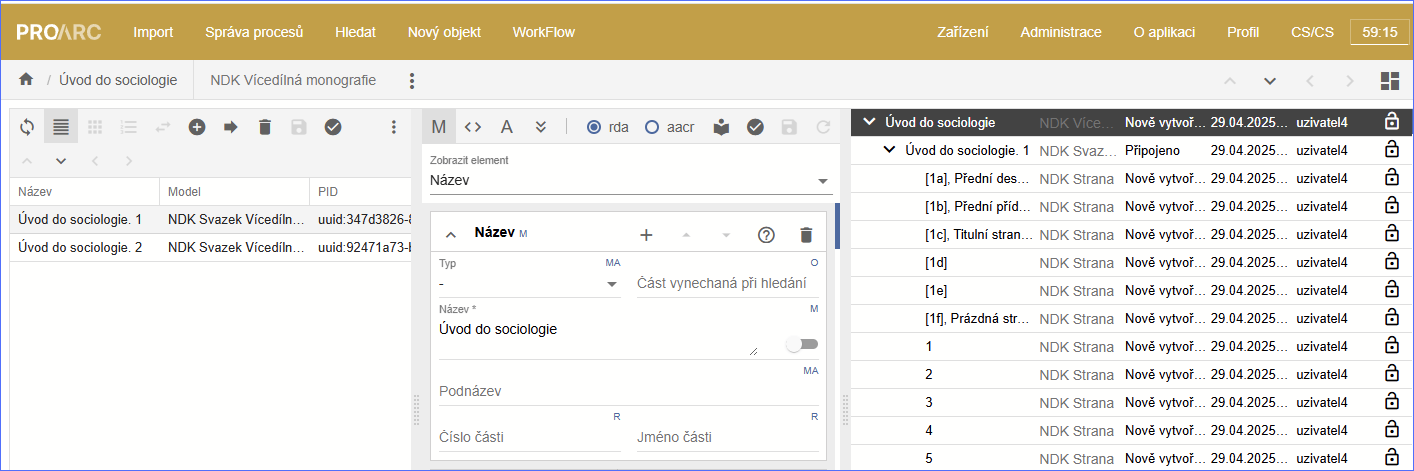 PROARC Import Správa procesů Hledat Nový objekt WorkFlow Zařízení Administrace O aplikaci Profil CS/CS 59:15
/ Úvod do sociologie NDK Vícedílná monografie
M A rda aacr
Zobrazit element
Název
Název Model PID
Úvod do sociologie. 1 NDK Svazek Vícedíln… uuid:347d3826-8
Úvod do sociologie. 2 NDK Svazek Vícedíln… uuid:92471a73-b
Název M
Typ MA O
- Část vynechaná při hledání
Název * M
Úvod do sociologie
MA
Podnázev
R R
Číslo části Jméno části
Úvod do sociologie NDK Více… Nově vytvoř… 29.04.2025… uzivatel4
Úvod do sociologie. 1 NDK Svaz… Připojeno 29.04.2025… uzivatel4
[1a], Přední des… NDK Strana Nově vytvoř… 29.04.2025… uzivatel4
[1b], Přední příd… NDK Strana Nově vytvoř… 29.04.2025… uzivatel4
[1c], Titulní stran… NDK Strana Nově vytvoř… 29.04.2025… uzivatel4
[1d] NDK Strana Nově vytvoř… 29.04.2025… uzivatel4
[1e] NDK Strana Nově vytvoř… 29.04.2025… uzivatel4
[1f], Prázdná str… NDK Strana Nově vytvoř… 29.04.2025… uzivatel4
1 NDK Strana Nově vytvoř… 29.04.2025… uzivatel4
2 NDK Strana Nově vytvoř… 29.04.2025… uzivatel4
3 NDK Strana Nově vytvoř… 29.04.2025… uzivatel4
4 NDK Strana Nově vytvoř… 29.04.2025… uzivatel4
5 NDK Strana Nově vytvoř… 29.04.2025… uzivatel4